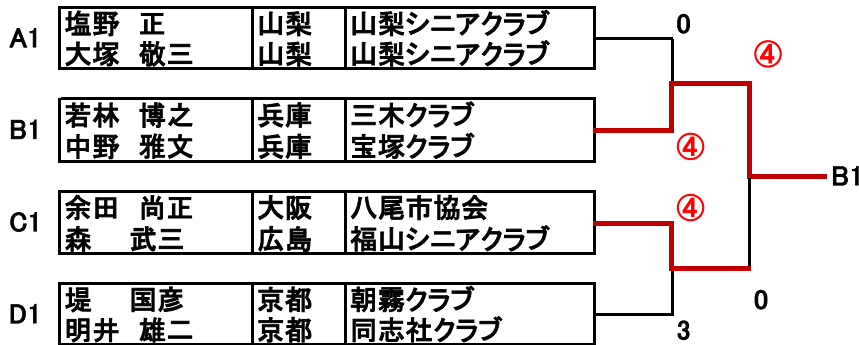 A1 塩野 正 山梨 山梨シニアクラブ 0
大塚 敬三 山梨 山梨シニアクラブ
④
B1 若林 博之 兵庫 三木クラブ
中野 雅文 兵庫 宝塚クラブ ④
B1
C1 余田 尚正 大阪 八尾市協会 ④
森 武三 広島 福山シニアクラブ
D1 堤 国彦 京都 朝霧クラブ 0
明井 雄二 京都 同志社クラブ 3